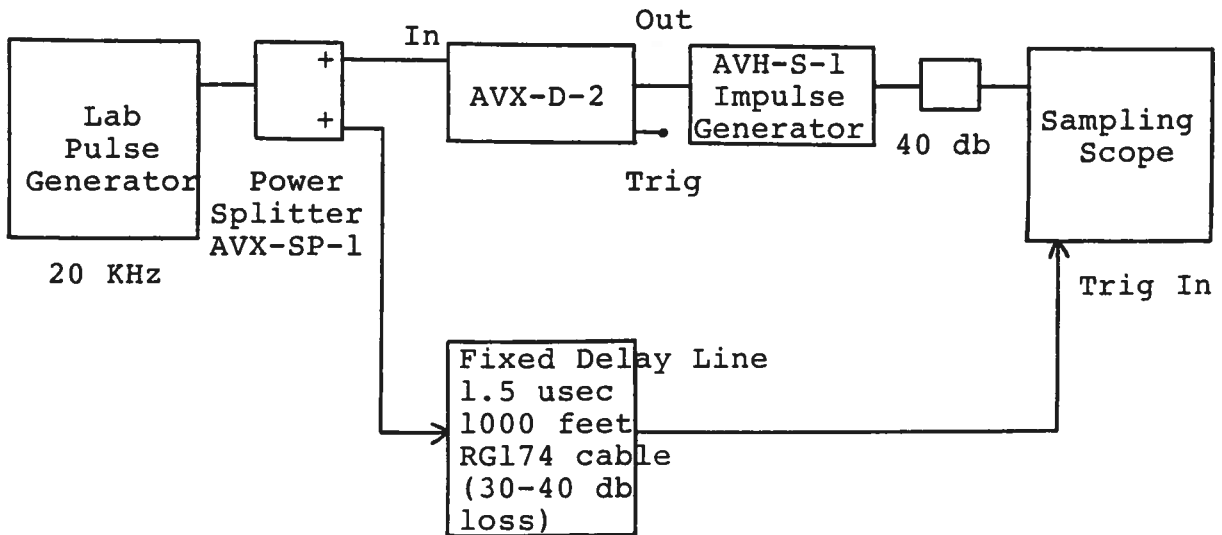 Lab
Pulse
Generator
20 KHz
+
+
Power
Splitter
AVX-SP-1
In
AVX-D-2
Out
Trig
AVH-S-1
Impulse
Generator
40 db
Sampling
Scope
Trig In
Fixed Delay Line
1.5 usec
1000 feet
RG174 cable
(30-40 db
loss)